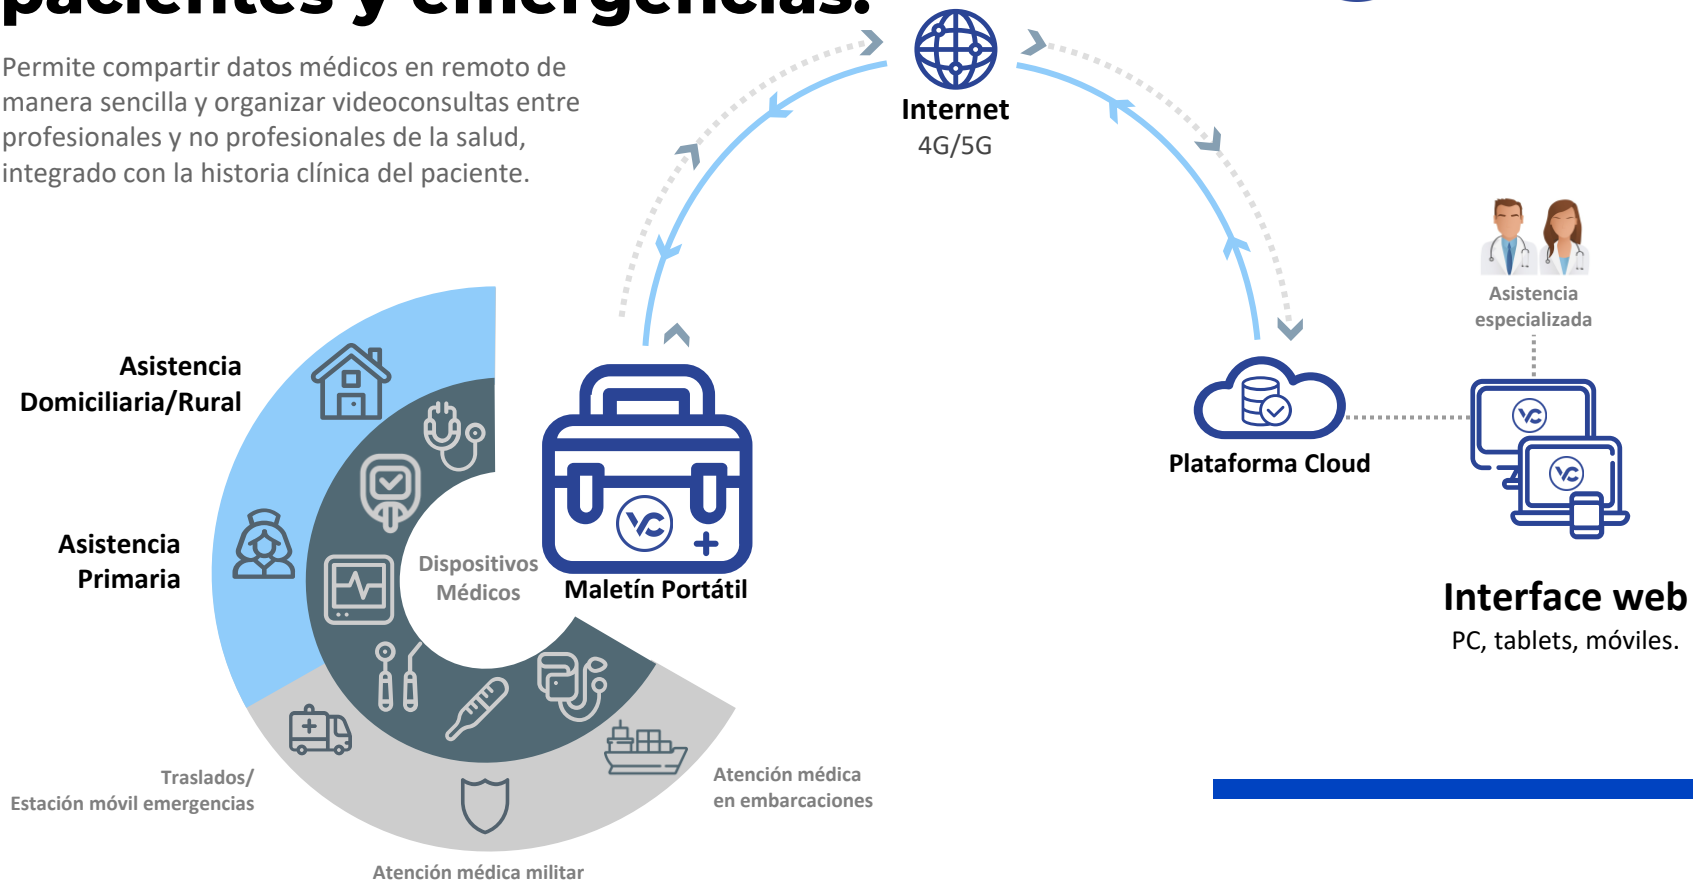 pacientes y emergencias.
Permite compartir datos médicos en remoto de
manera sencilla y organizar videoconsultas entre
profesionales y no profesionales de la salud,
integrado con la historia clínica del paciente.
Internet
4G/5G
Asistencia
especializada
Asistencia
Domiciliaria/Rural
Asistencia
Primaria
Dispositivos
Médicos
VC
Maletín Portátil
Plataforma Cloud
VC
VC
Interface web
PC, tablets, móviles.
Traslados/
Estación móvil emergencias
Atención médica
en embarcaciones
Atención médica militar